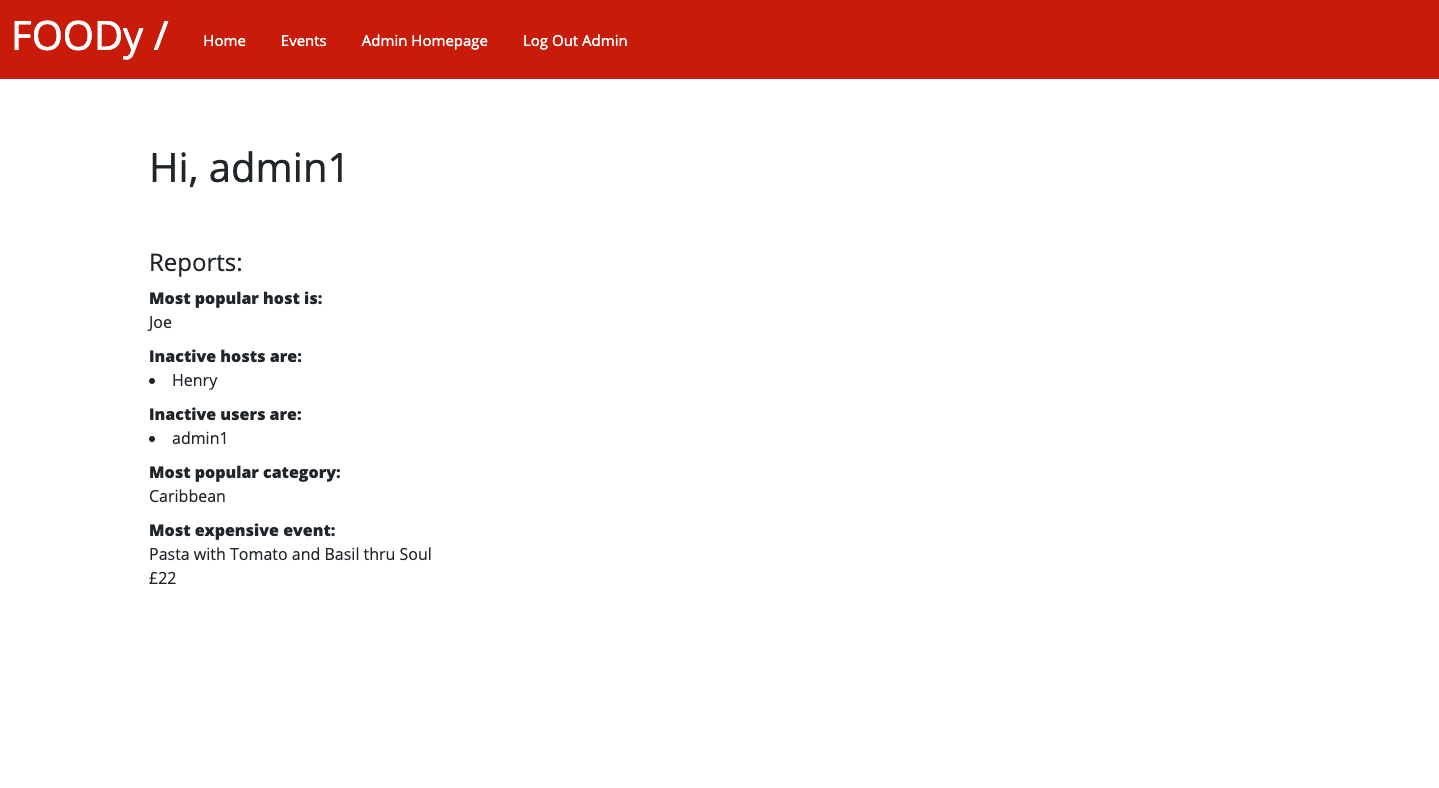 FOODy / Home Events Admin Homepage Log Out Admin
Hi, admin1
Reports:
Most popular host is:
Joe
Inactive hosts are:
• Henry
Inactive users are:
• admin1
Most popular category:
Caribbean
Most expensive event:
Pasta with Tomato and Basil thru Soul
£22